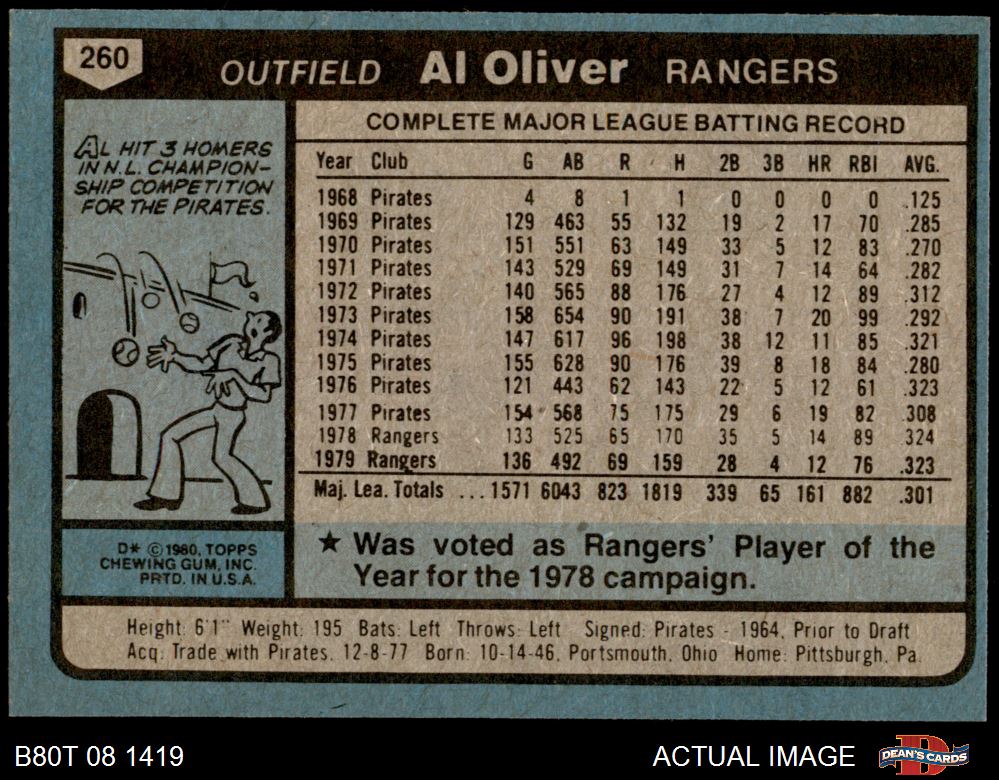 260
OUTFIELD Al Oliver RANGERS
AL HIT 3 HOMERS
IN N.L. CHAMPION-
SHIP COMPETITION
FOR THE PIRATES.
COMPLETE MAJOR LEAGUE BATTING RECORD
Year Club G AB R H 2B 3B HR RBI AVG.
1968 Pirates 4 8 1 1 0 0 0 0 .125
1969 Pirates 129 463 55 132 19 2 17 70 .285
1970 Pirates 151 551 63 149 33 5 12 83 .270
1971 Pirates 143 529 69 149 31 7 14 64 .282
1972 Pirates 140 565 88 176 27 4 12 89 .312
1973 Pirates 158 654 90 191 38 7 20 99 .292
1974 Pirates 147 617 96 198 38 12 11 85 .321
1975 Pirates 155 628 90 176 39 8 18 84 .280
1976 Pirates 121 443 62 143 22 5 12 61 .323
1977 Pirates 154 568 75 175 29 6 19 82 .308
1978 Rangers 133 525 65 170 35 5 14 89 .324
1979 Rangers 136 492 69 159 28 4 12 76 .323
Maj. Lea. Totals ... 1571 6043 823 1819 339 65 161 882 .301
★ Was voted as Rangers' Player of the
Year for the 1978 campaign.
D* © 1980, TOPPS
CHEWING GUM, INC.
PRTD. IN U.S.A.
Height: 6'1" Weight: 195 Bats: Left Throws: Left Signed: Pirates - 1964, Prior to Draft
Acq: Trade with Pirates, 12-8-77 Born: 10-14-46, Portsmouth, Ohio Home: Pittsburgh, Pa.
B80T 08 1419
ACTUAL IMAGE
DEAN'S CARDS